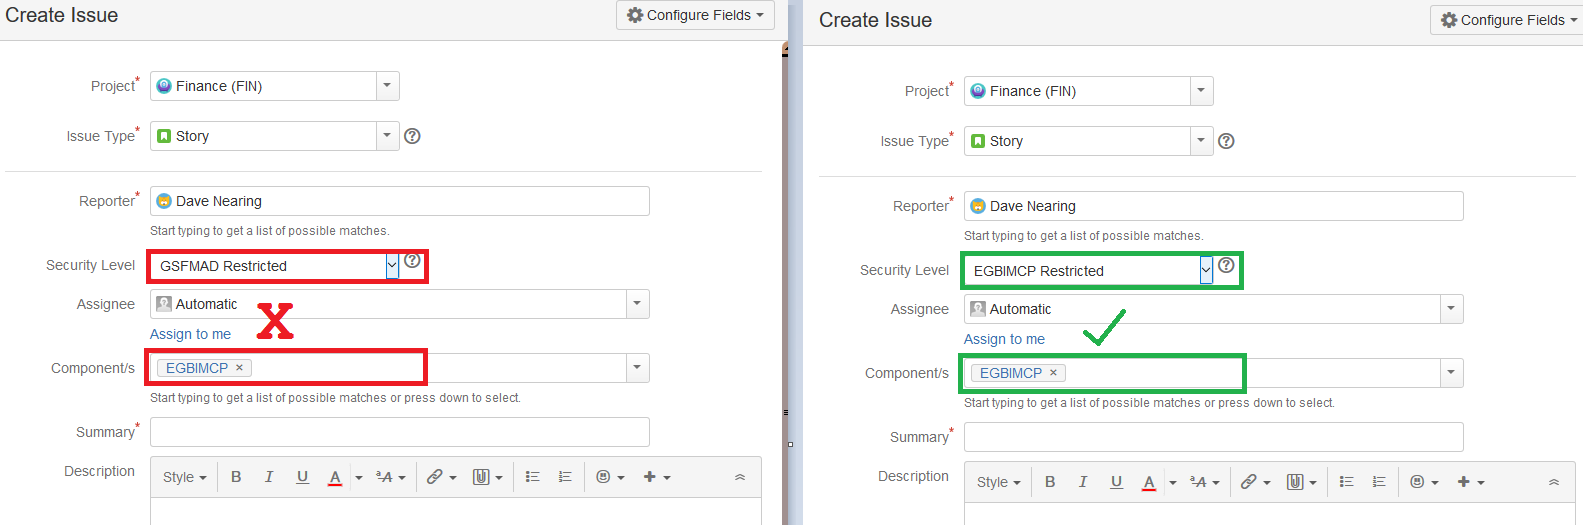 Create Issue
Configure Fields
Project*
Finance (FIN)
Issue Type*
Story
Reporter*
Dave Nearing
Start typing to get a list of possible matches.
Security Level
GSFMAD Restricted
Assignee
Automatic
X
Assign to me
Component/s
EGBIMCP ×
Start typing to get a list of possible matches or press down to select.
Summary*
Description
Style B I U A ªA
Create Issue
Configure Fields
Project*
Finance (FIN)
Issue Type*
Story
Reporter*
Dave Nearing
Start typing to get a list of possible matches.
Security Level
EGBIMCP Restricted
Assignee
Automatic
Assign to me
Component/s
EGBIMCP ×
Start typing to get a list of possible matches or press down to select.
Summary*
Description
Style B I U A ªA